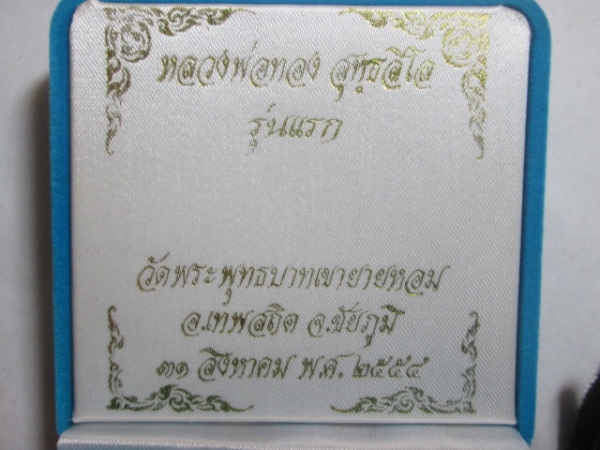 หลวงพ่อทอง สุทฺธสีโล
รุ่นแรก
วัดพระพุทธบาทเขายายหอม
อ.เทพสถิต จ.ชัยภูมิ
๓๑ สิงหาคม พ.ศ. ๒๕๕๔